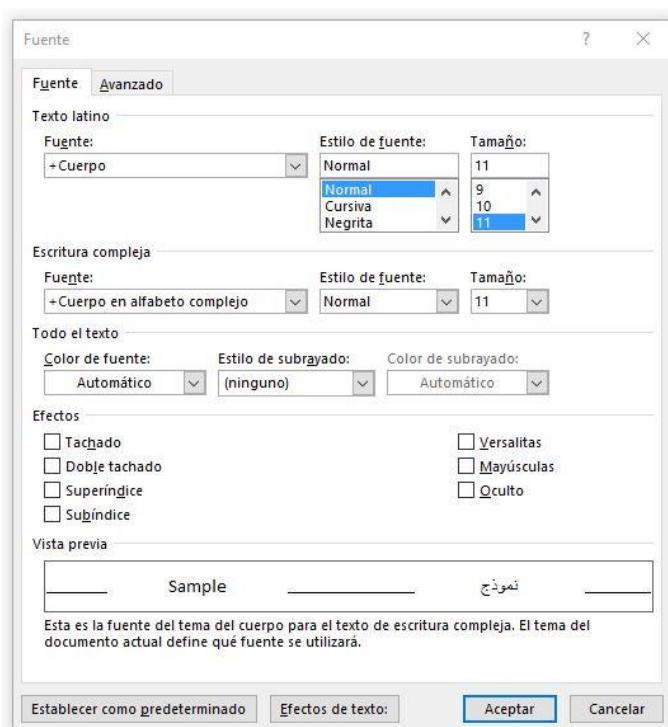 Fuente ?
Fuente Avanzado
Texto latino
Fuente: Estilo de fuente: Tamaño:
+Cuerpo Normal 11
Normal 9
Cursiva 10
Negrita 11
Escritura compleja
Fuente: Estilo de fuente: Tamaño:
+Cuerpo en alfabeto complejo Normal 11
Todo el texto
Color de fuente: Estilo de subrayado: Color de subrayado:
Automático (ninguno) Automático
Efectos
Tachado Versalitas
Doble tachado Mayúsculas
Superíndice Oculto
Subíndice
Vista previa
Sample نموذج
Esta es la fuente del tema del cuerpo para el texto de escritura compleja. El tema del
documento actual define qué fuente se utilizará.
Establecer como predeterminado Efectos de texto: Aceptar Cancelar